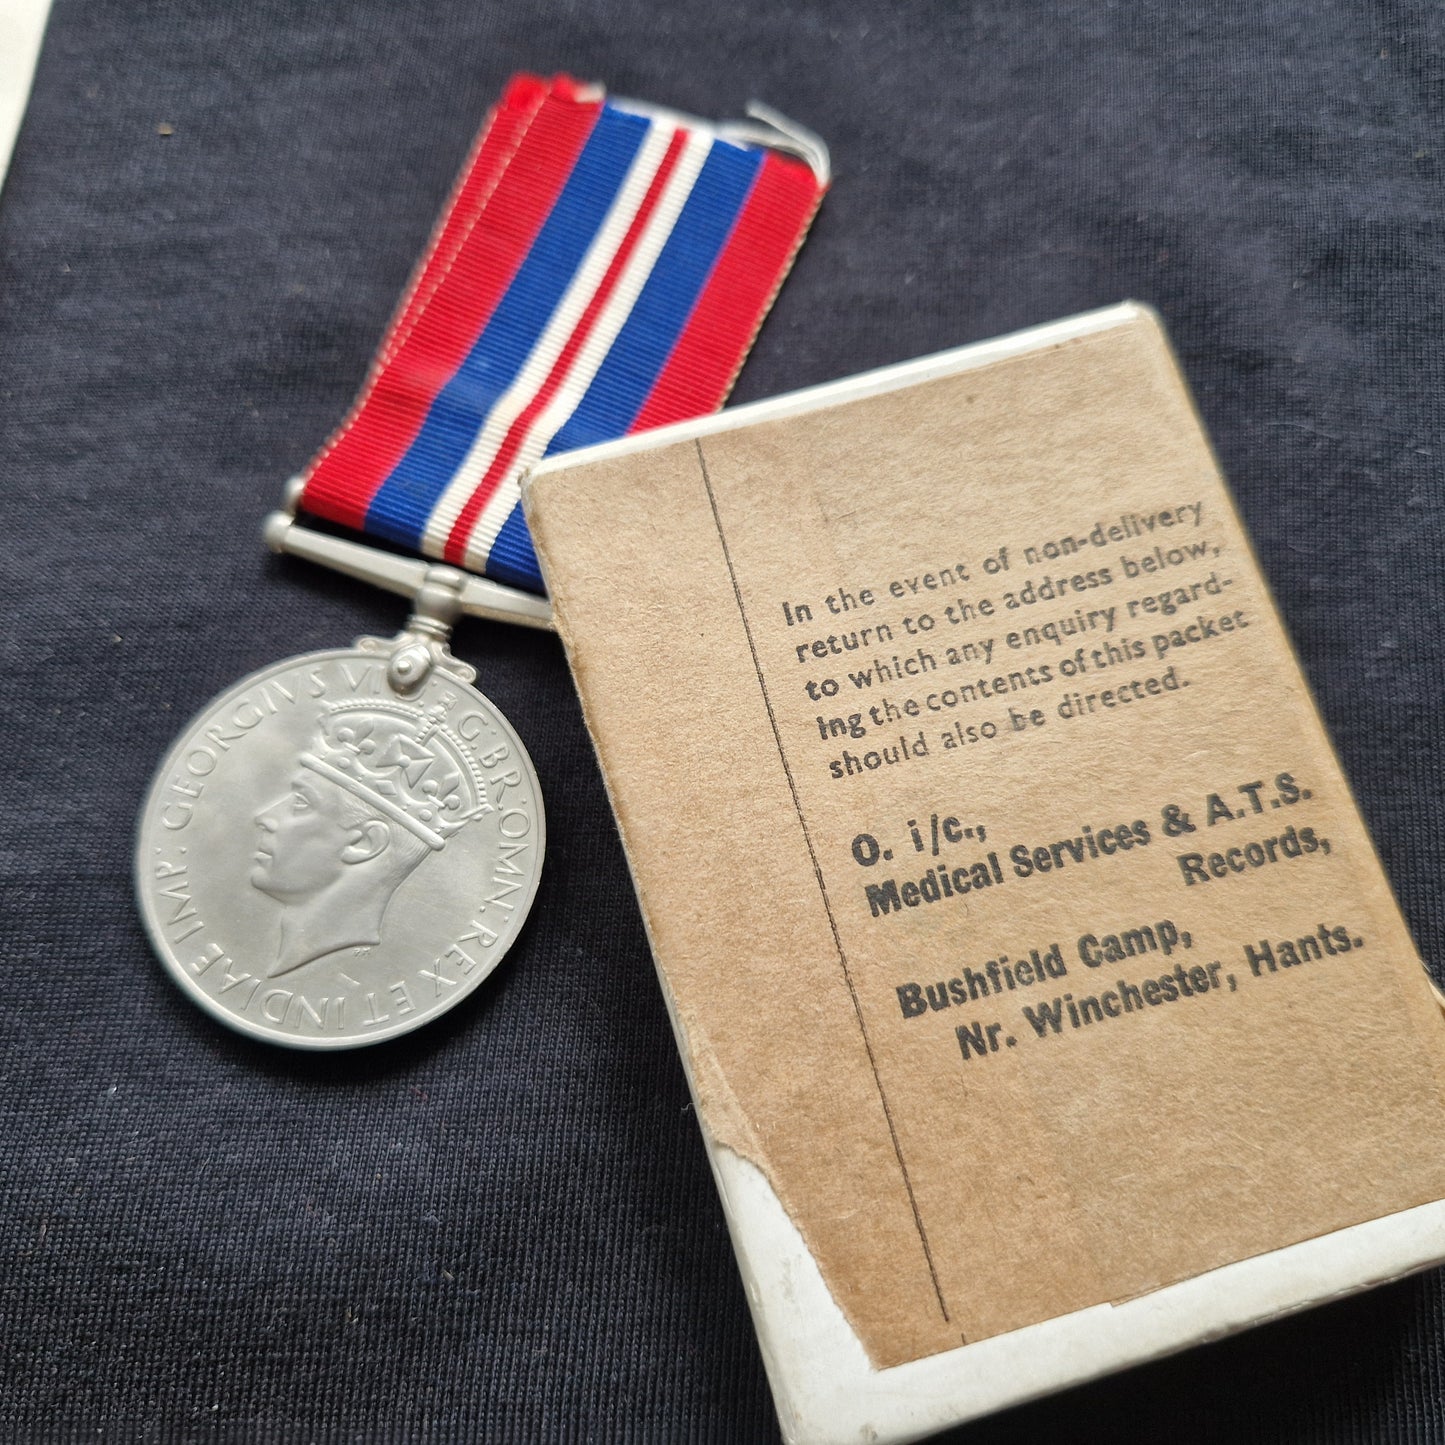 GEORGIVS VI D:G:BR:OMN:REX ET INDIAE IMP:
In the event of non-delivery
return to the address below,
to which any enquiry regard-
ing the contents of this packet
should also be directed.
O. i/c.,
Medical Services & A.T.S.
Records,
Bushfield Camp,
Nr. Winchester, Hants.